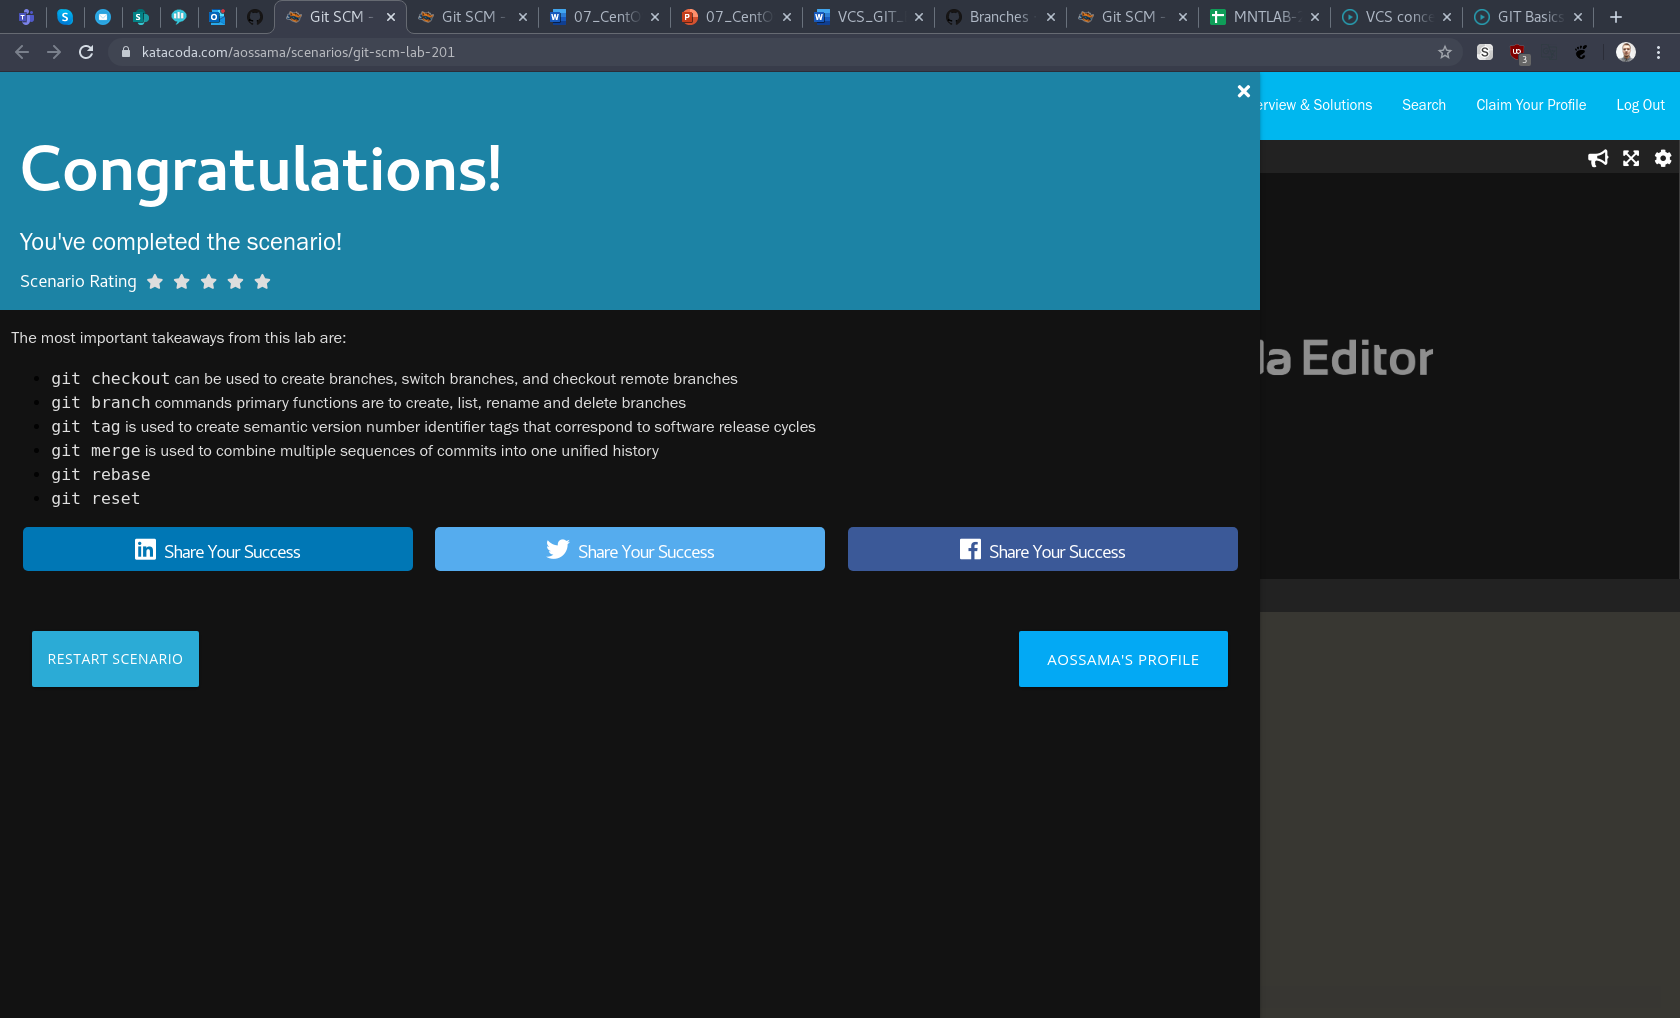 Git SCM -
Git SCM -
07_CentO
07_CentO
VCS_GIT_
Branches
Git SCM -
MNTLAB-
VCS conce
GIT Basics
katacoda.com/aossama/scenarios/git-scm-lab-201
S
3
erview & Solutions
Search
Claim Your Profile
Log Out
Congratulations!
You've completed the scenario!
Scenario Rating
The most important takeaways from this lab are:
git checkout can be used to create branches, switch branches, and checkout remote branches
git branch commands primary functions are to create, list, rename and delete branches
git tag is used to create semantic version number identifier tags that correspond to software release cycles
git merge is used to combine multiple sequences of commits into one unified history
git rebase
git reset
da Editor
Share Your Success
Share Your Success
Share Your Success
RESTART SCENARIO
AOSSAMA'S PROFILE